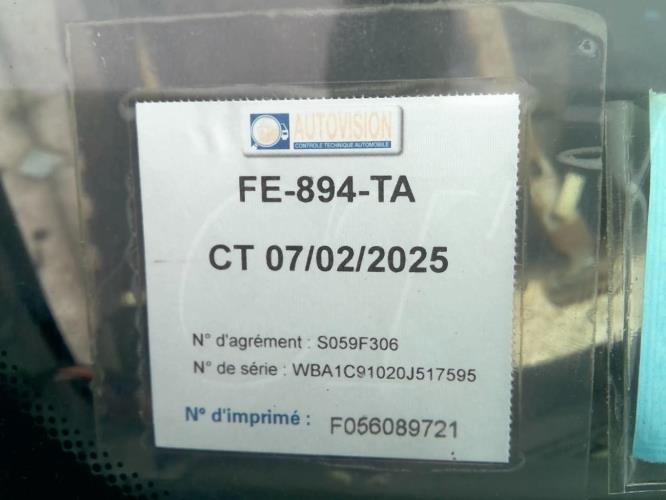 AUTOVISION
CONTROLE TECHNIQUE AUTOMOBILE
FE-894-TA
CT 07/02/2025
N° d'agrément : S059F306
N° de série : WBA1C91020J517595
N° d'imprimé : F056089721